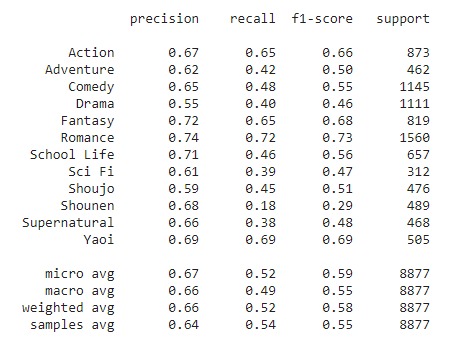 precision recall f1-score support
Action 0.67 0.65 0.66 873
Adventure 0.62 0.42 0.50 462
Comedy 0.65 0.48 0.55 1145
Drama 0.55 0.40 0.46 1111
Fantasy 0.72 0.65 0.68 819
Romance 0.74 0.72 0.73 1560
School Life 0.71 0.46 0.56 657
Sci Fi 0.61 0.39 0.47 312
Shoujo 0.59 0.45 0.51 476
Shounen 0.68 0.18 0.29 489
Supernatural 0.66 0.38 0.48 468
Yaoi 0.69 0.69 0.69 505
micro avg 0.67 0.52 0.59 8877
macro avg 0.66 0.49 0.55 8877
weighted avg 0.66 0.52 0.58 8877
samples avg 0.64 0.54 0.55 8877